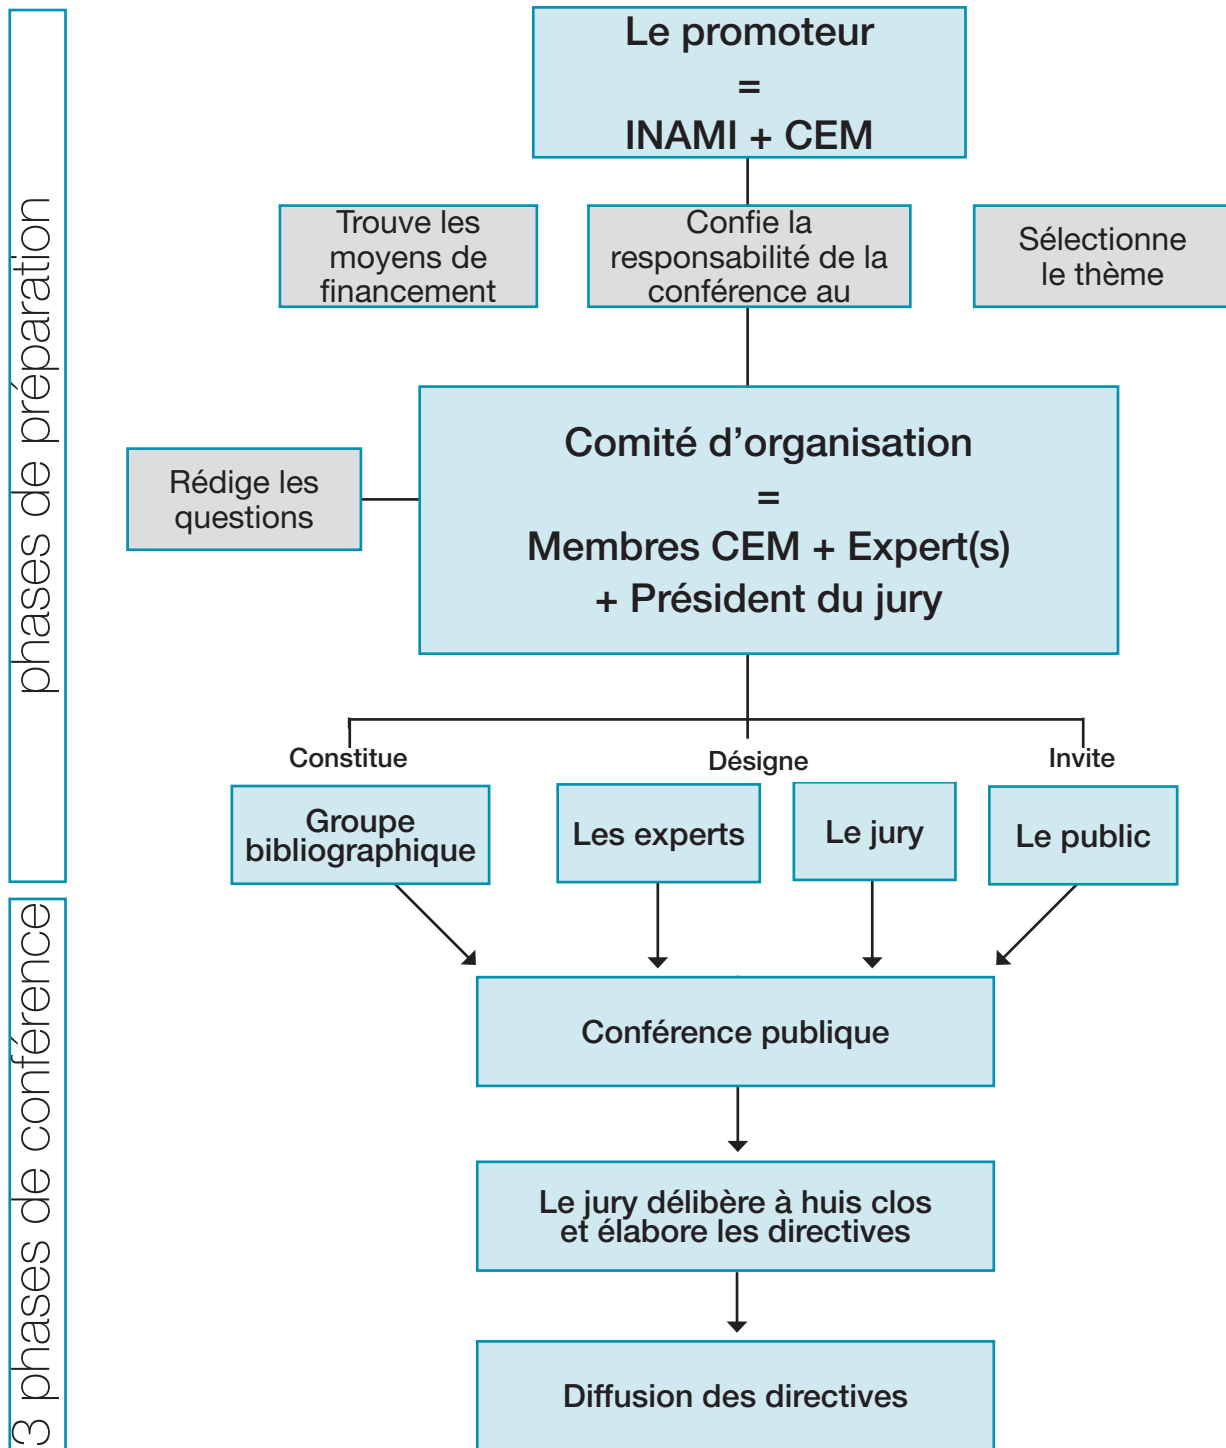 phases de préparation
Le promoteur
=
INAMI + CEM
Trouve les
moyens de
financement
Confie la
responsabilité de la
conférence au
Sélectionne
le thème
Rédige les
questions
Comité d’organisation
=
Membres CEM + Expert(s)
+ Président du jury
Constitue
Désigne
Invite
Groupe
bibliographique
Les experts
Le jury
Le public
3 phases de conférence
Conférence publique
Le jury délibère à huis clos
et élabore les directives
Diffusion des directives